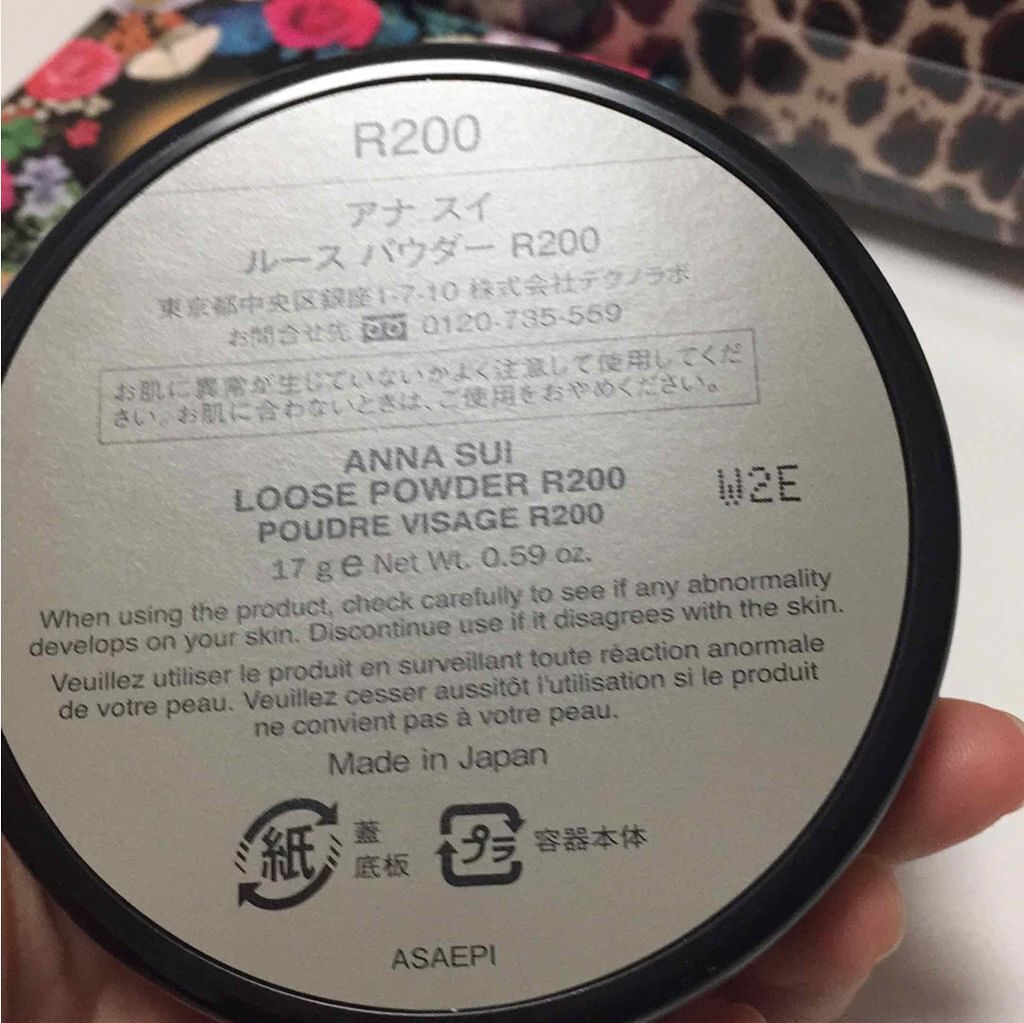 R200
アナ スイ
ルース パウダー R200
東京都中央区銀座1-7-10 株式会社テクノラボ
お問合せ先 0120-735-559
お肌に異常が生じていないかよく注意して使用してくだ
さい。お肌に合わないときは、ご使用をおやめください。
ANNA SUI
LOOSE POWDER R200
POUDRE VISAGE R200
W2E
17 g e Net Wt. 0.59 oz.
When using the product, check carefully to see if any abnormality
develops on your skin. Discontinue use if it disagrees with the skin.
Veuillez utiliser le produit en surveillant toute réaction anormale
de votre peau. Veuillez cesser aussitôt l'utilisation si le produit
ne convient pas à votre peau.
Made in Japan
紙 蓋
底板
プラ 容器本体
ASAEPI